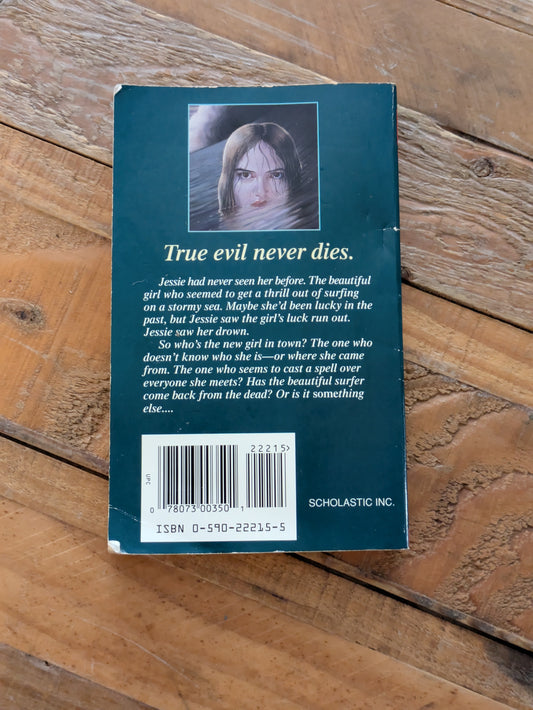 True evil never dies.
Jessie had never seen her before. The beautiful
girl who seemed to get a thrill out of surfing
on a stormy sea. Maybe she'd been lucky in the
past, but Jessie saw the girl's luck run out.
Jessie saw her drown.
So who's the new girl in town? The one who
doesn't know who she is—or where she came
from. The one who seems to cast a spell over
everyone she meets? Has the beautiful surfer
come back from the dead? Or is it something
else....
22215>
UPC
0 78073 00350 1
ISBN 0-590-22215-5
SCHOLASTIC INC.